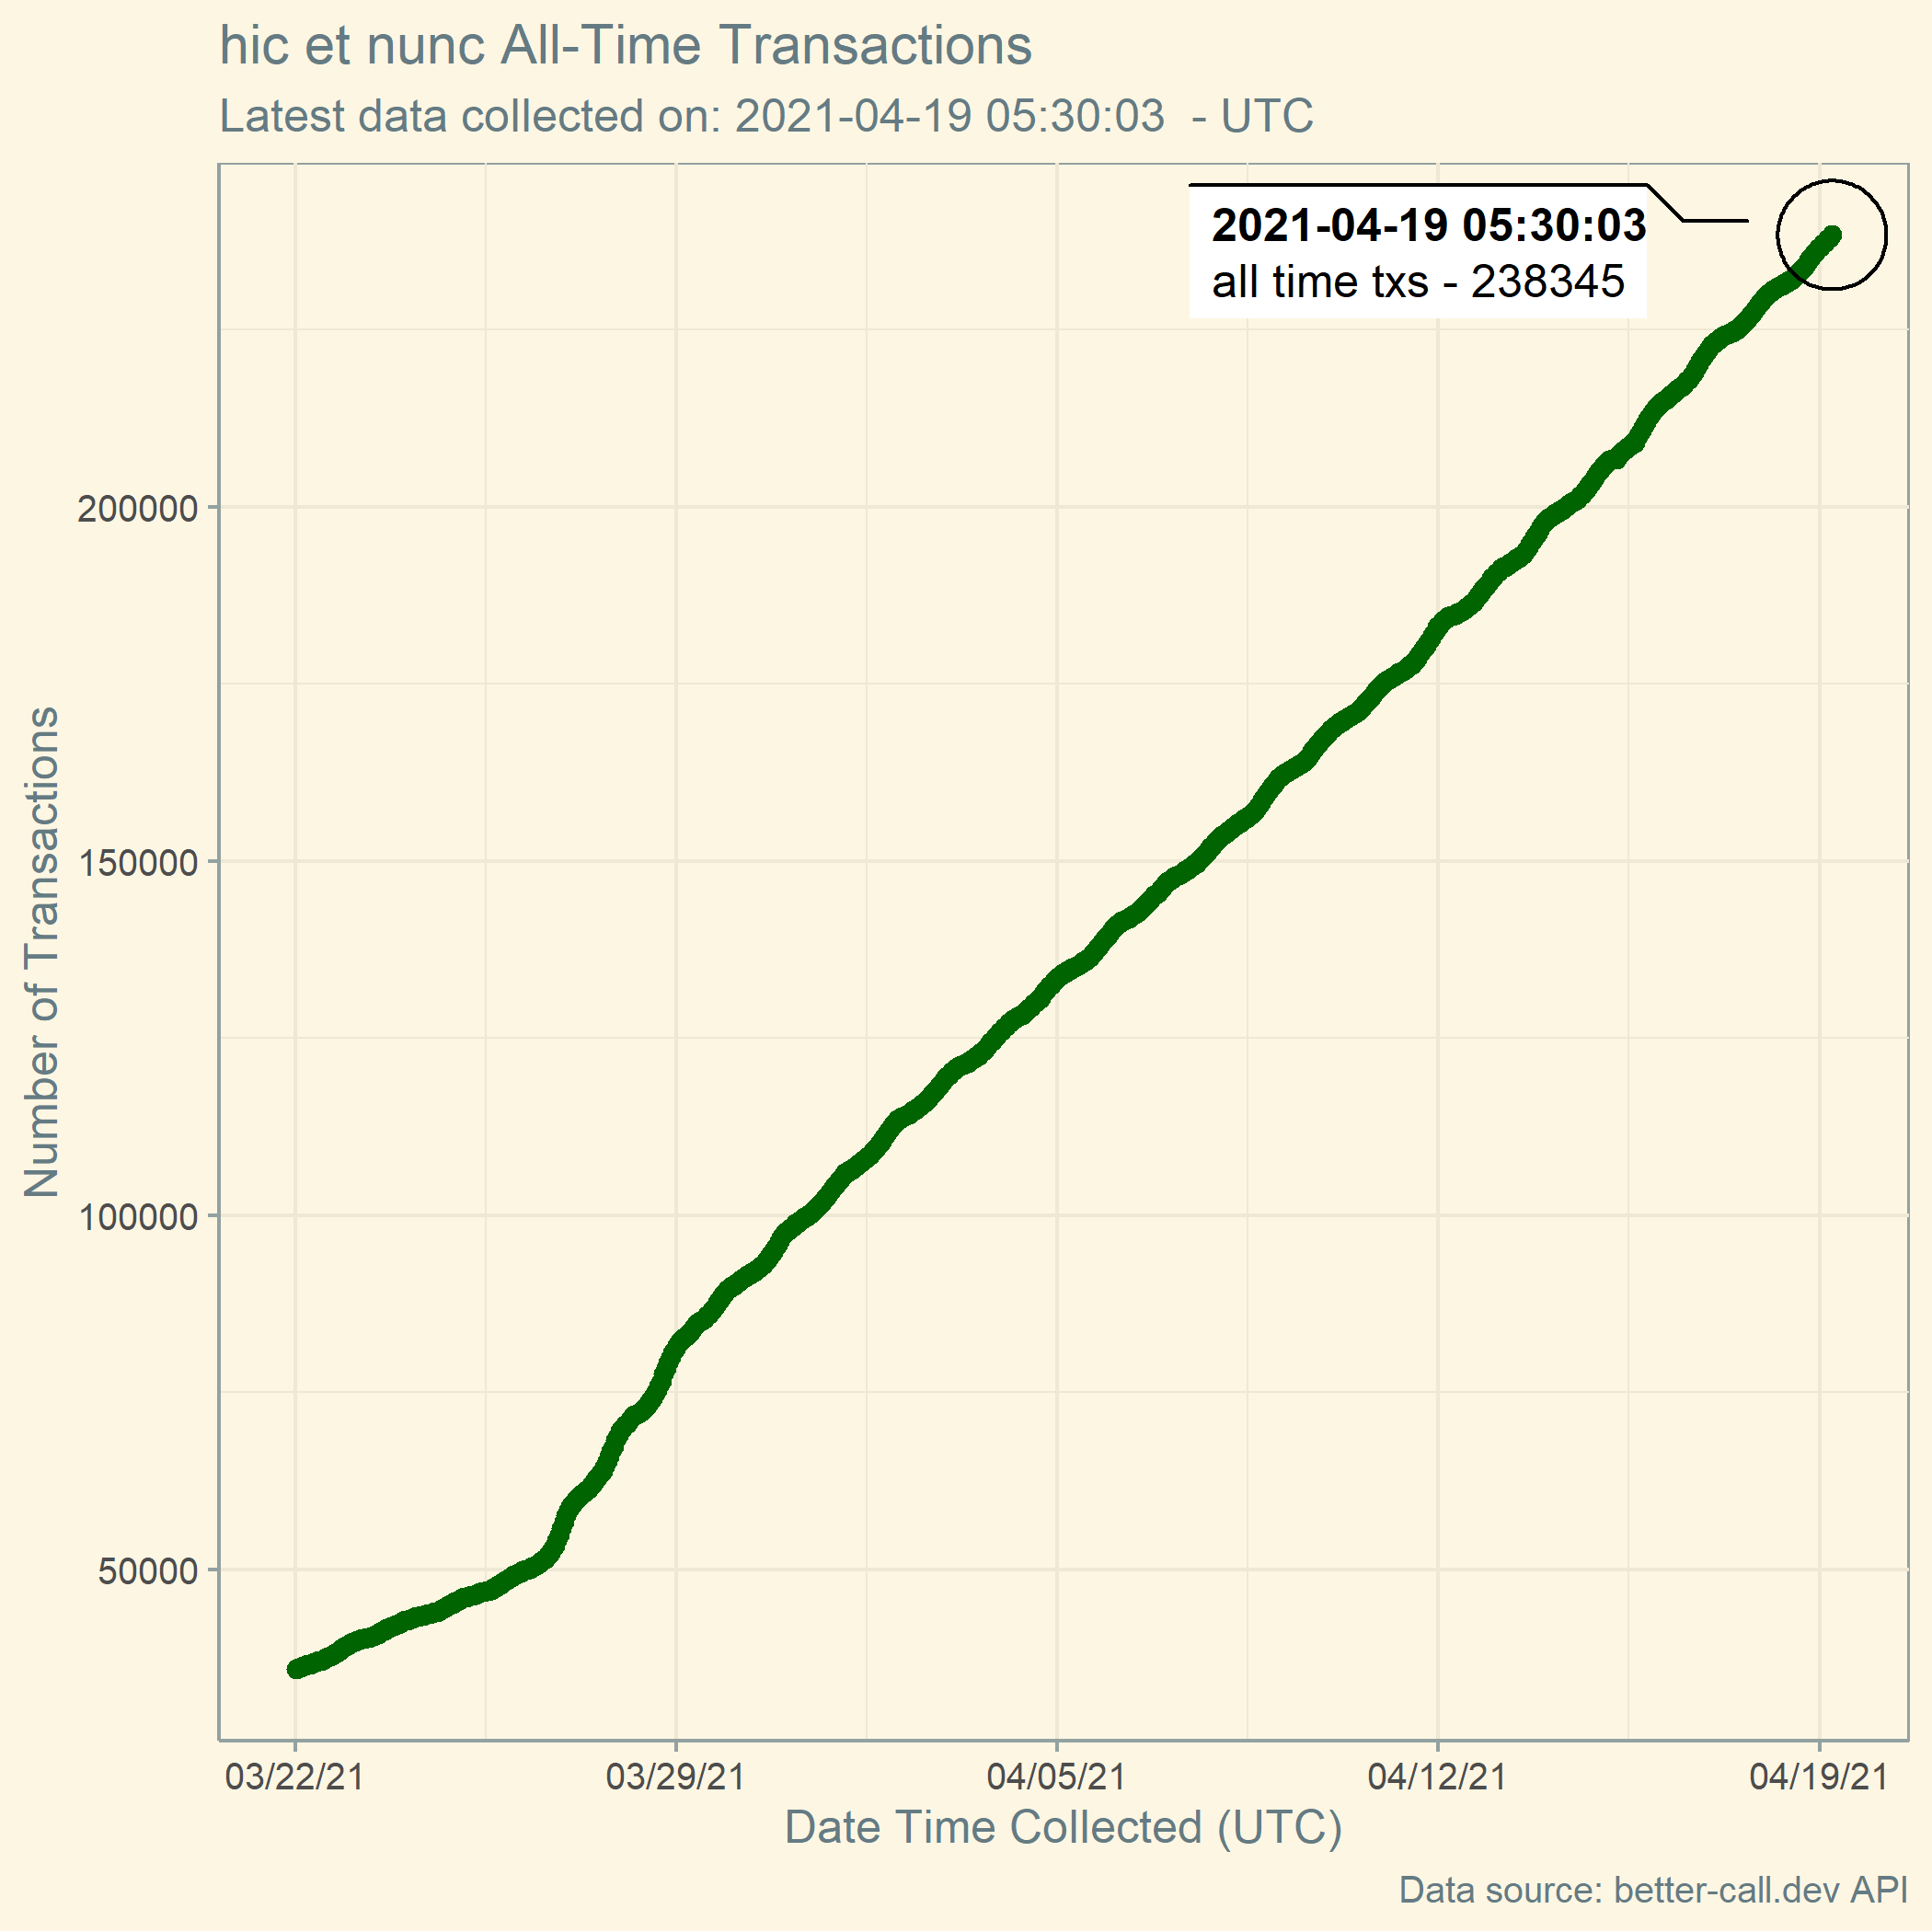 hic et nunc All-Time Transactions
Latest data collected on: 2021-04-19 05:30:03  - UTC
2021-04-19 05:30:03
all time txs - 238345
Number of Transactions
200000
150000
100000
50000
03/22/21
03/29/21
04/05/21
04/12/21
04/19/21
Date Time Collected (UTC)
Data source: better-call.dev API